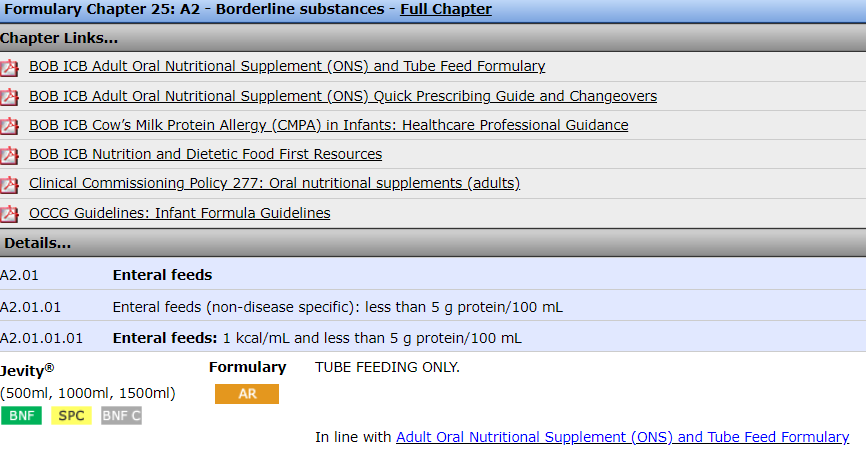 Formulary Chapter 25: A2 - Borderline substances - Full Chapter
Chapter Links...
BOB ICB Adult Oral Nutritional Supplement (ONS) and Tube Feed Formulary
BOB ICB Adult Oral Nutritional Supplement (ONS) Quick Prescribing Guide and Changeovers
BOB ICB Cow’s Milk Protein Allergy (CMPA) in Infants: Healthcare Professional Guidance
BOB ICB Nutrition and Dietetic Food First Resources
Clinical Commissioning Policy 277: Oral nutritional supplements (adults)
OCCG Guidelines: Infant Formula Guidelines
Details...
A2.01 Enteral feeds
A2.01.01 Enteral feeds (non-disease specific): less than 5 g protein/100 mL
A2.01.01.01 Enteral feeds: 1 kcal/mL and less than 5 g protein/100 mL
Jevity® Formulary TUBE FEEDING ONLY.
(500ml, 1000ml, 1500ml) AR
BNF SPC BNF C
In line with Adult Oral Nutritional Supplement (ONS) and Tube Feed Formulary